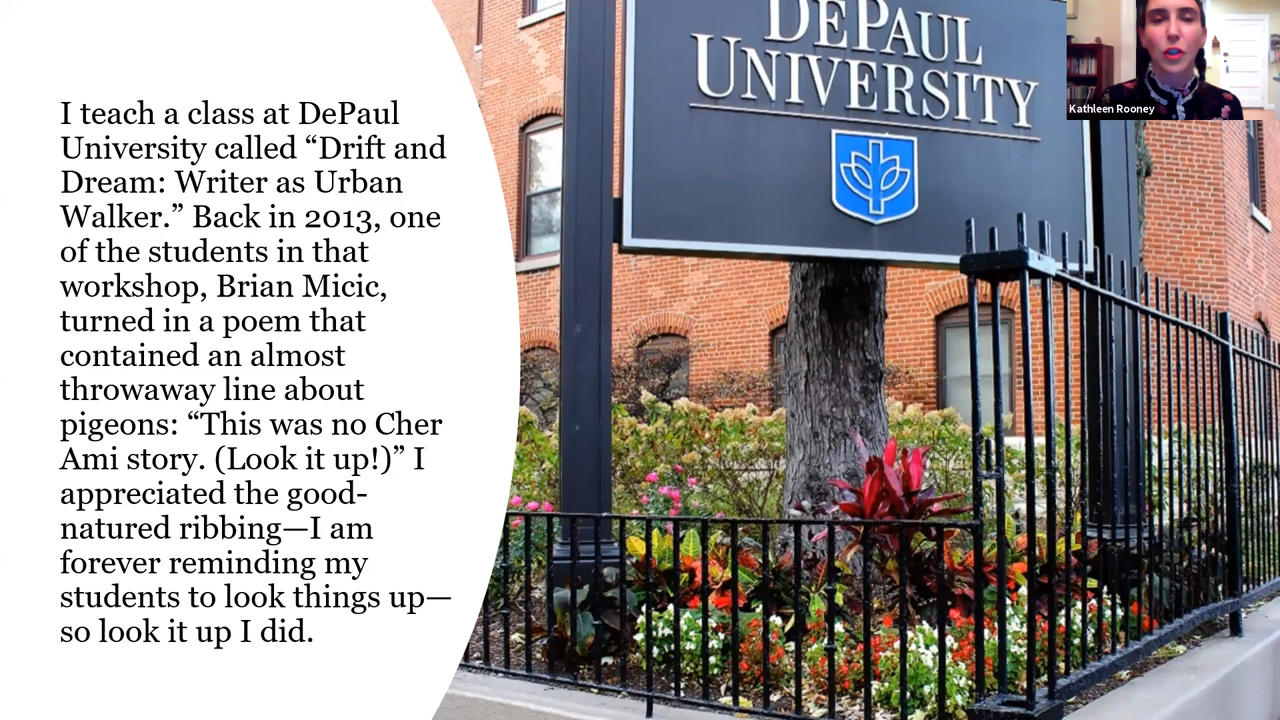 I teach a class at DePaul
University called “Drift and
Dream: Writer as Urban
Walker.” Back in 2013, one
of the students in that
workshop, Brian Micic,
turned in a poem that
contained an almost
throwaway line about
pigeons: “This was no Cher
Ami story. (Look it up!)” I
appreciated the good-
natured ribbing—I am
forever reminding my
students to look things up—
so look it up I did.
DEPAUL
UNIVERSITY
Kathleen Rooney